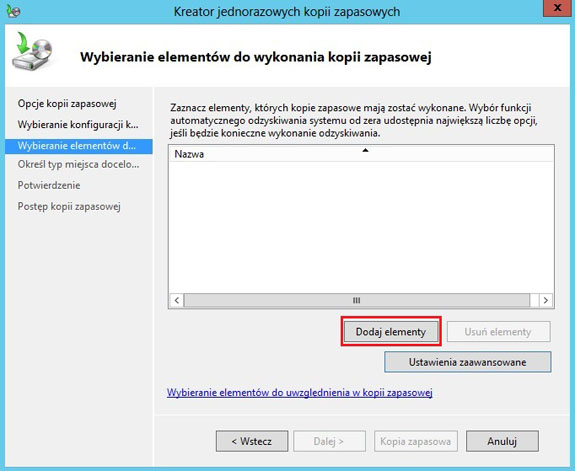 Kreator jednorazowych kopii zapasowych
x
Wybieranie elementów do wykonania kopii zapasowej
Opcje kopii zapasowej
Wybieranie konfiguracji k...
Wybieranie elementów d...
Określ typ miejsca docelo...
Potwierdzenie
Postęp kopii zapasowej
Zaznacz elementy, których kopie zapasowe mają zostać wykonane. Wybór funkcji
automatycznego odzyskiwania systemu od zera udostępnia największą liczbę opcji,
jeśli będzie konieczne wykonanie odzyskiwania.
Nazwa
Dodaj elementy
Usuń elementy
Ustawienia zaawansowane
Wybieranie elementów do uwzględnienia w kopii zapasowej
< Wstecz
Dalej >
Kopia zapasowa
Anuluj